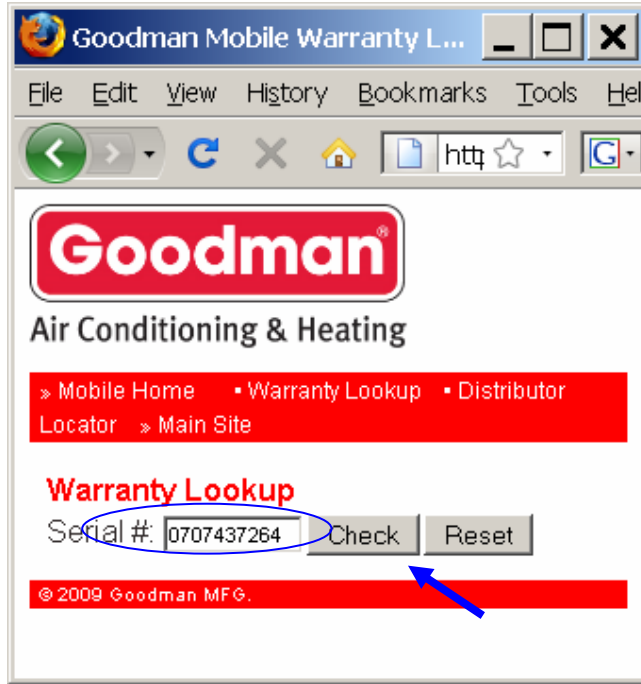 Goodman Mobile Warranty L...
File Edit View History Bookmarks Tools Hel
http G
Goodman®
Air Conditioning & Heating
» Mobile Home ▪ Warranty Lookup ▪ Distributor
Locator » Main Site
Warranty Lookup
Serial #: 0707437264 Check Reset
© 2009 Goodman MFG.